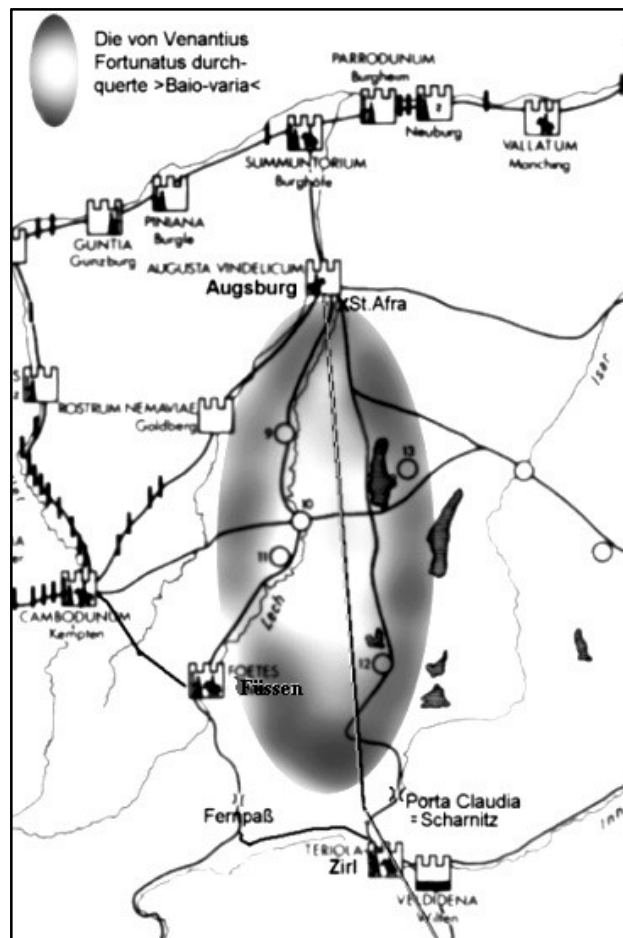 Die von Venantius
Fortunatus durch-
querte >Baio-varia<
PARRODUNUM
Burgheim
Neuburg
VALLATUM
Manching
SUMMUNTORIUM
Burghöfe
PINIANA
Burgle
GUNTIA
Gunzburg
AUGUSTA VINDELICUM
Augsburg
xSt.Afra
Iser
ROSTRUM NEMAVIAE
Goldberg
9
13
10
11
CAMBODUNUM
Kempten
Lech
12
FOETES
Füssen
Fernpaß
Porta Claudia
= Scharnitz
TERIOLA
Zirl
Inn
VELDIDENA
Wilten